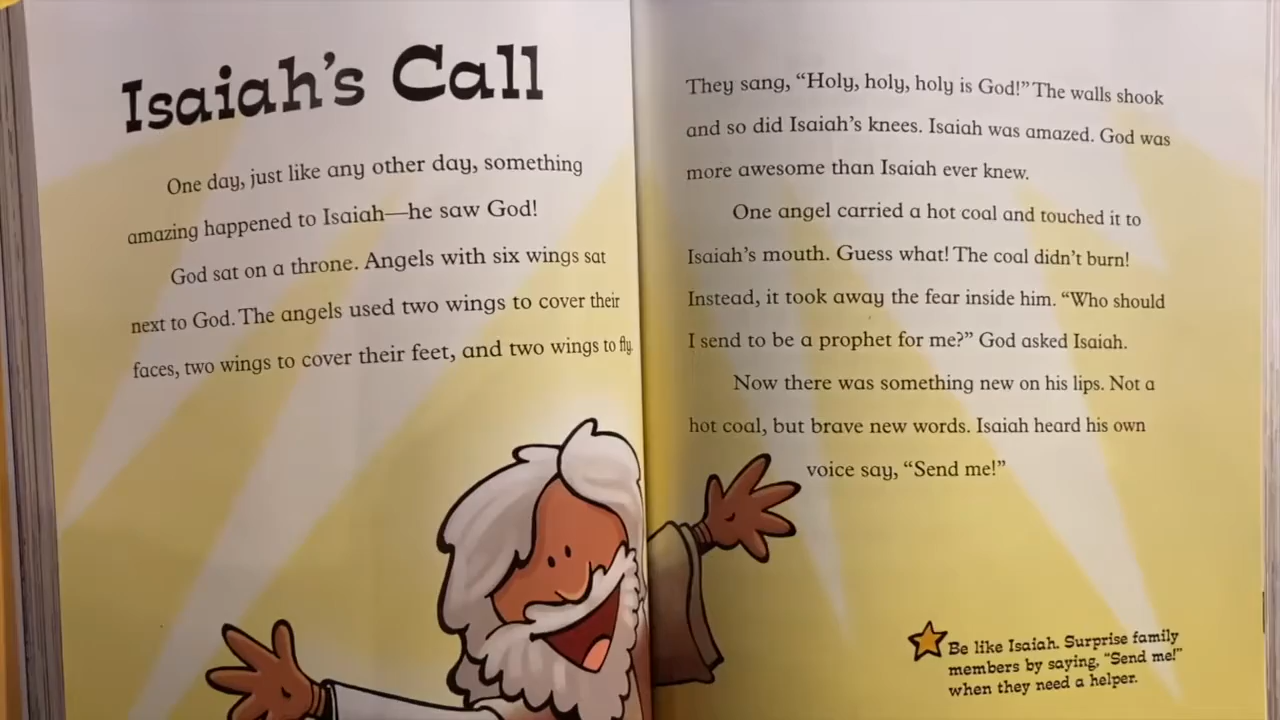 Isaiah's Call
One day, just like any other day, something
amazing happened to Isaiah—he saw God!
God sat on a throne. Angels with six wings sat
next to God. The angels used two wings to cover their
faces, two wings to cover their feet, and two wings to fly.
They sang, "Holy, holy, holy is God!" The walls shook
and so did Isaiah's knees. Isaiah was amazed. God was
more awesome than Isaiah ever knew.
One angel carried a hot coal and touched it to
Isaiah's mouth. Guess what! The coal didn't burn!
Instead, it took away the fear inside him. "Who should
I send to be a prophet for me?" God asked Isaiah.
Now there was something new on his lips. Not a
hot coal, but brave new words. Isaiah heard his own
voice say, "Send me!"
Be like Isaiah. Surprise family
members by saying, "Send me!"
when they need a helper.